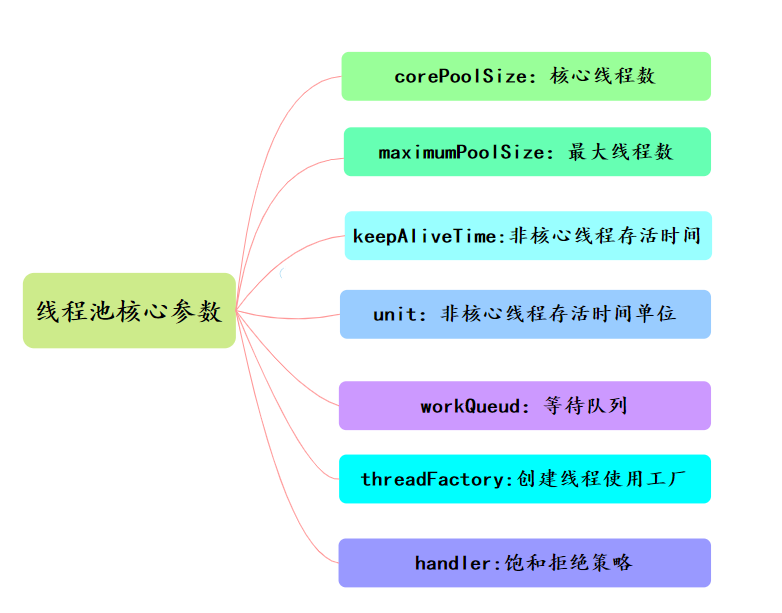 corePoolSize: 核心线程数
maximumPoolSize: 最大线程数
keepAliveTime:非核心线程存活时间
线程池核心参数
unit: 非核心线程存活时间单位
workQueud: 等待队列
threadFactory:创建线程使用工厂
handler:饱和拒绝策略